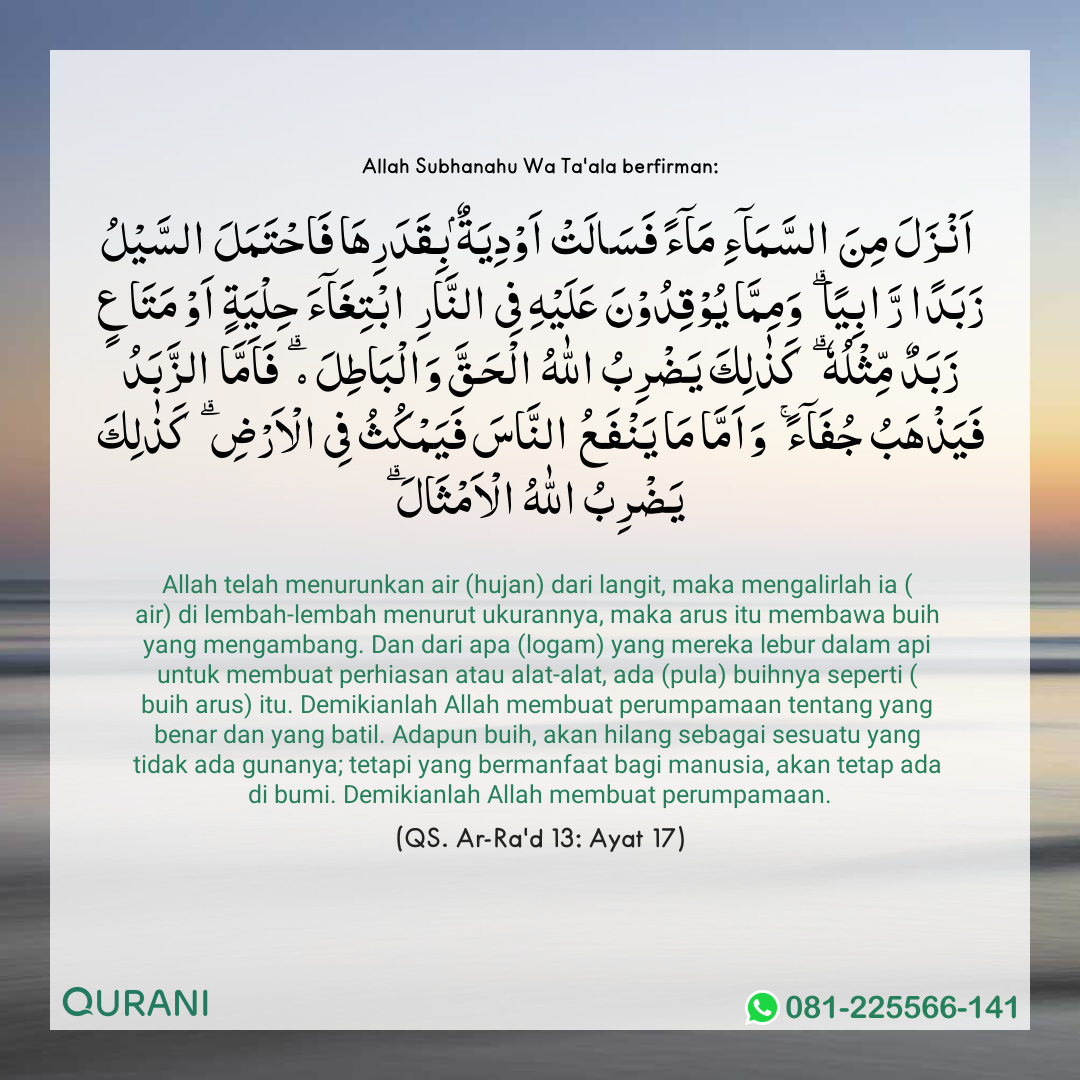 Allah Subhanahu Wa Ta'ala berfirman:
اَنْزَلَ مِنَ السَّمَآءِ مَآءً فَسَالَتْ اَوْدِيَةٌ ۢبِقَدَرِهَا فَاحْتَمَلَ السَّيْلُ
زَبَدًا رَّابِيًا ۗ وَمِمَّا يُوْقِدُوْنَ عَلَيْهِ فِى النَّارِ ابْتِغَآءَ حِلْيَةٍ اَوْ مَتَاعٍ
زَبَدٌ مِّثْلُهٗ ۗ كَذٰلِكَ يَضْرِبُ اللّٰهُ الْحَقَّ وَالْبَاطِلَ ەۗ فَاَمَّا الزَّبَدُ
فَيَذْهَبُ جُفَآءً ۚ وَاَمَّا مَا يَنْفَعُ النَّاسَ فَيَمْكُثُ فِى الْاَرْضِ ۗ كَذٰلِكَ
يَضْرِبُ اللّٰهُ الْاَمْثَالَ ۗ
Allah telah menurunkan air (hujan) dari langit, maka mengalirlah ia (
air) di lembah-lembah menurut ukurannya, maka arus itu membawa buih
yang mengambang. Dan dari apa (logam) yang mereka lebur dalam api
untuk membuat perhiasan atau alat-alat, ada (pula) buihnya seperti (
buih arus) itu. Demikianlah Allah membuat perumpamaan tentang yang
benar dan yang batil. Adapun buih, akan hilang sebagai sesuatu yang
tidak ada gunanya; tetapi yang bermanfaat bagi manusia, akan tetap ada
di bumi. Demikianlah Allah membuat perumpamaan.
(QS. Ar-Ra'd 13: Ayat 17)
QURANI
081-225566-141